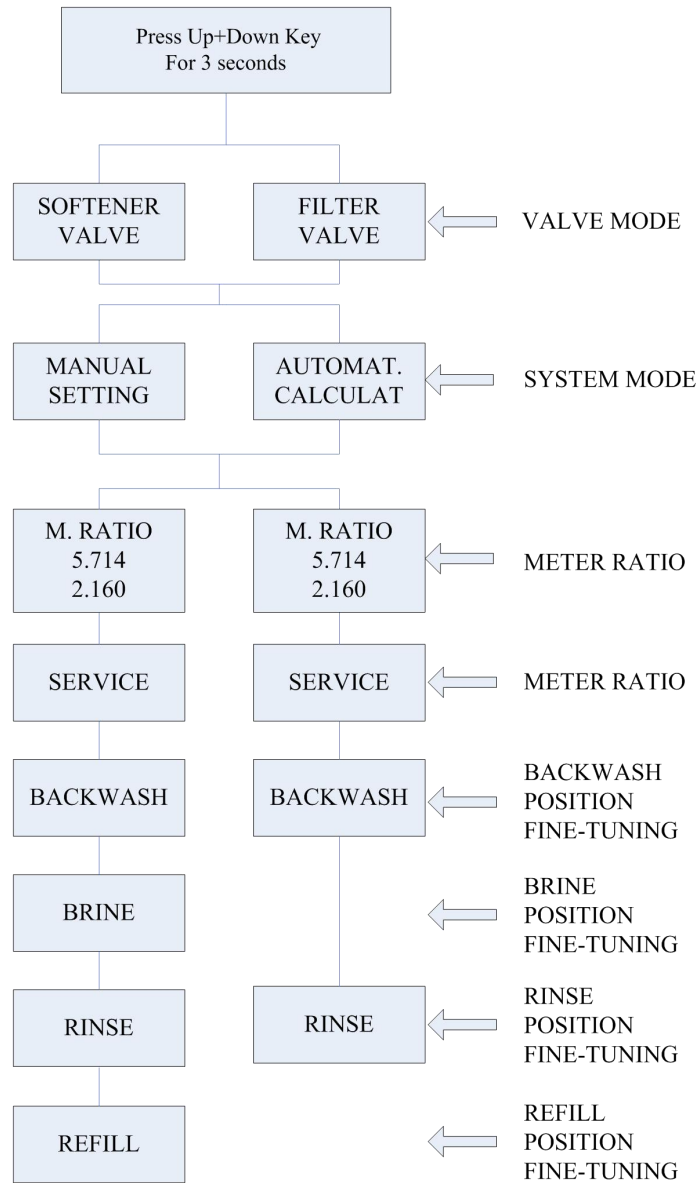 Press Up+Down Key
For 3 seconds
SOFTENER
VALVE
FILTER
VALVE
VALVE MODE
MANUAL
SETTING
AUTOMAT.
CALCULAT
SYSTEM MODE
M. RATIO
5.714
2.160
M. RATIO
5.714
2.160
METER RATIO
SERVICE
SERVICE
METER RATIO
BACKWASH
BACKWASH
BACKWASH
POSITION
FINE-TUNING
BRINE
BRINE
POSITION
FINE-TUNING
RINSE
RINSE
RINSE
POSITION
FINE-TUNING
REFILL
REFILL
POSITION
FINE-TUNING